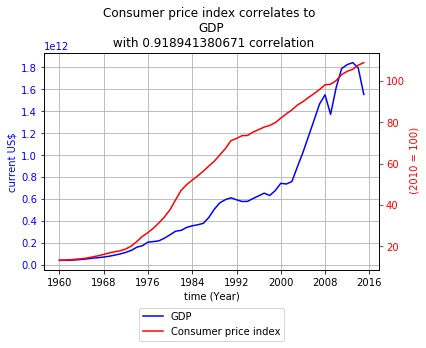 Consumer price index correlates to
GDP
with 0.918941380671 correlation
1e12
1.8
1.6
1.4
1.2
1.0
0.8
0.6
0.4
0.2
0.0
current US$
100
80
60
40
20
(2010 = 100)
1960 1968 1976 1984 1992 2000 2008 2016
time (Year)
GDP
Consumer price index